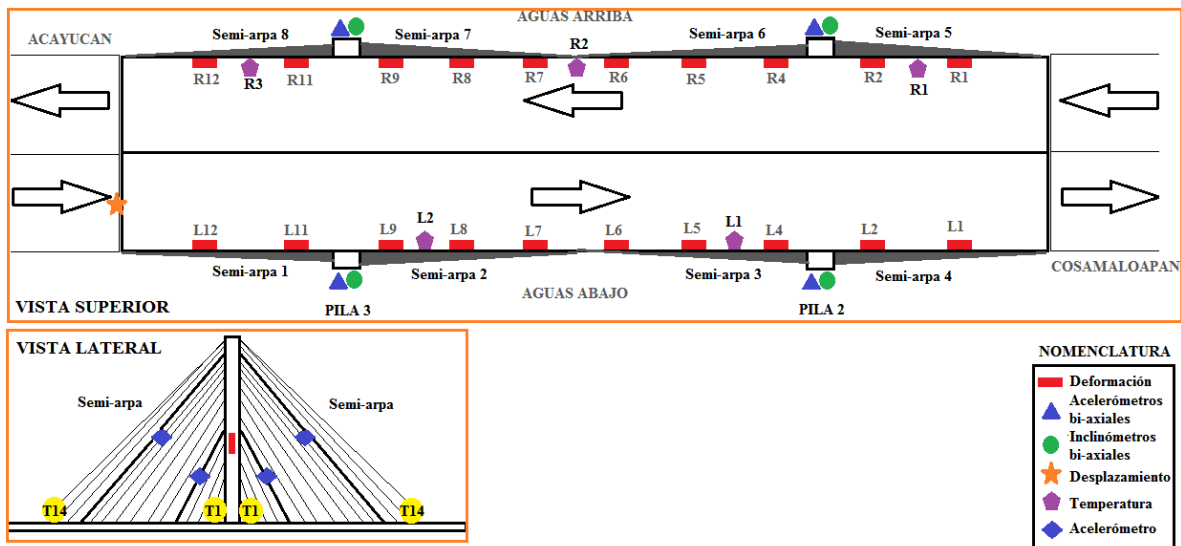 AGUAS ARRIBA
ACAYUCAN
Semi-arpa 8
Semi-arpa 7
R2
Semi-arpa 6
Semi-arpa 5
R12
R3
R11
R9
R8
R7
R6
R5
R4
R2
R1
R1
L12
L11
L9
L2
L8
L7
L6
L5
L1
L4
L2
L1
Semi-arpa 1
Semi-arpa 2
Semi-arpa 3
Semi-arpa 4
COSAMALOAPAN
AGUAS ABAJO
VISTA SUPERIOR
PILA 3
PILA 2
VISTA LATERAL
Semi-arpa
Semi-arpa
T14
T1
T1
T14
NOMENCLATURA
Deformación
Acelerómetros
bi-axiales
Inclinómetros
bi-axiales
Desplazamiento
Temperatura
Acelerómetro